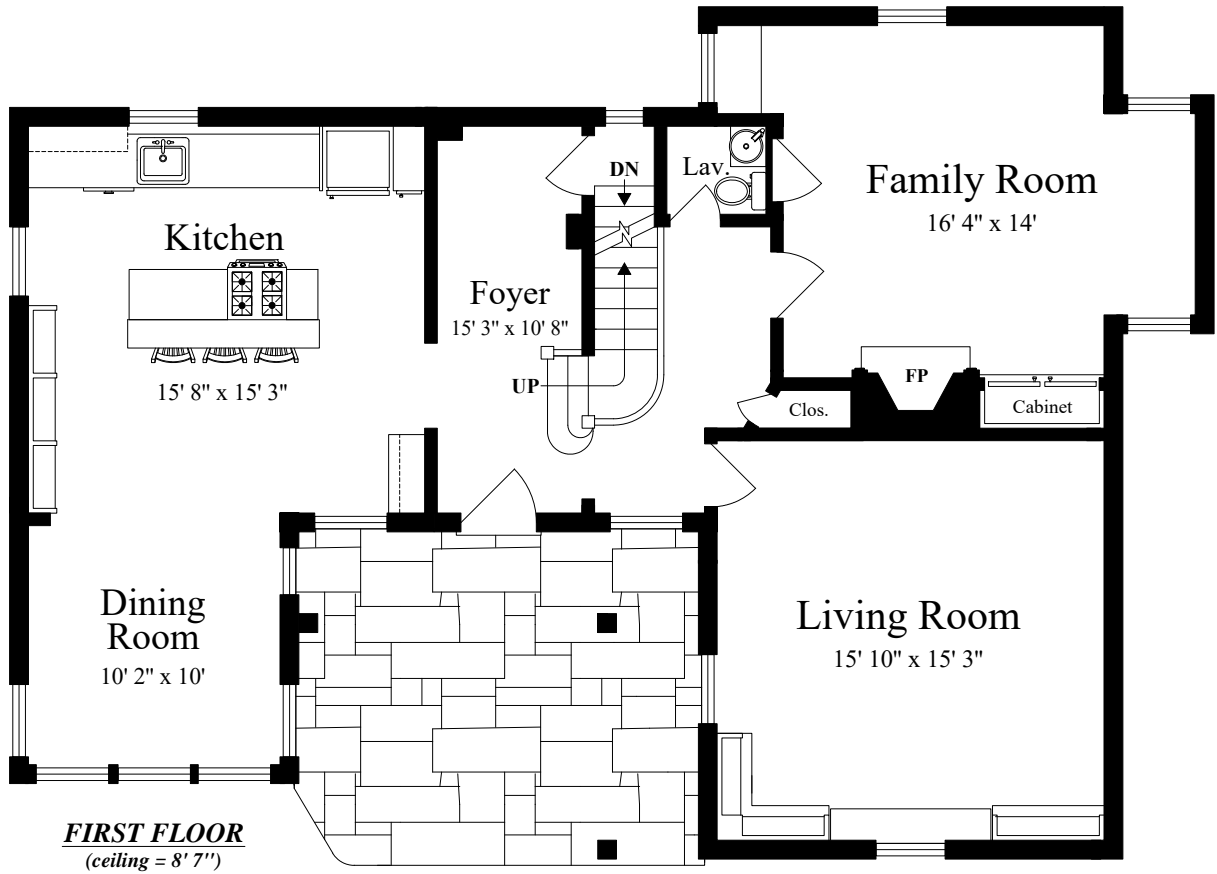 Kitchen
15' 8" x 15' 3"
Foyer
15' 3" x 10' 8"
DN
UP
Lav.
Family Room
16' 4" x 14'
FP
Clos.
Cabinet
Dining
Room
10' 2" x 10'
Living Room
15' 10" x 15' 3"
FIRST FLOOR
(ceiling = 8' 7")